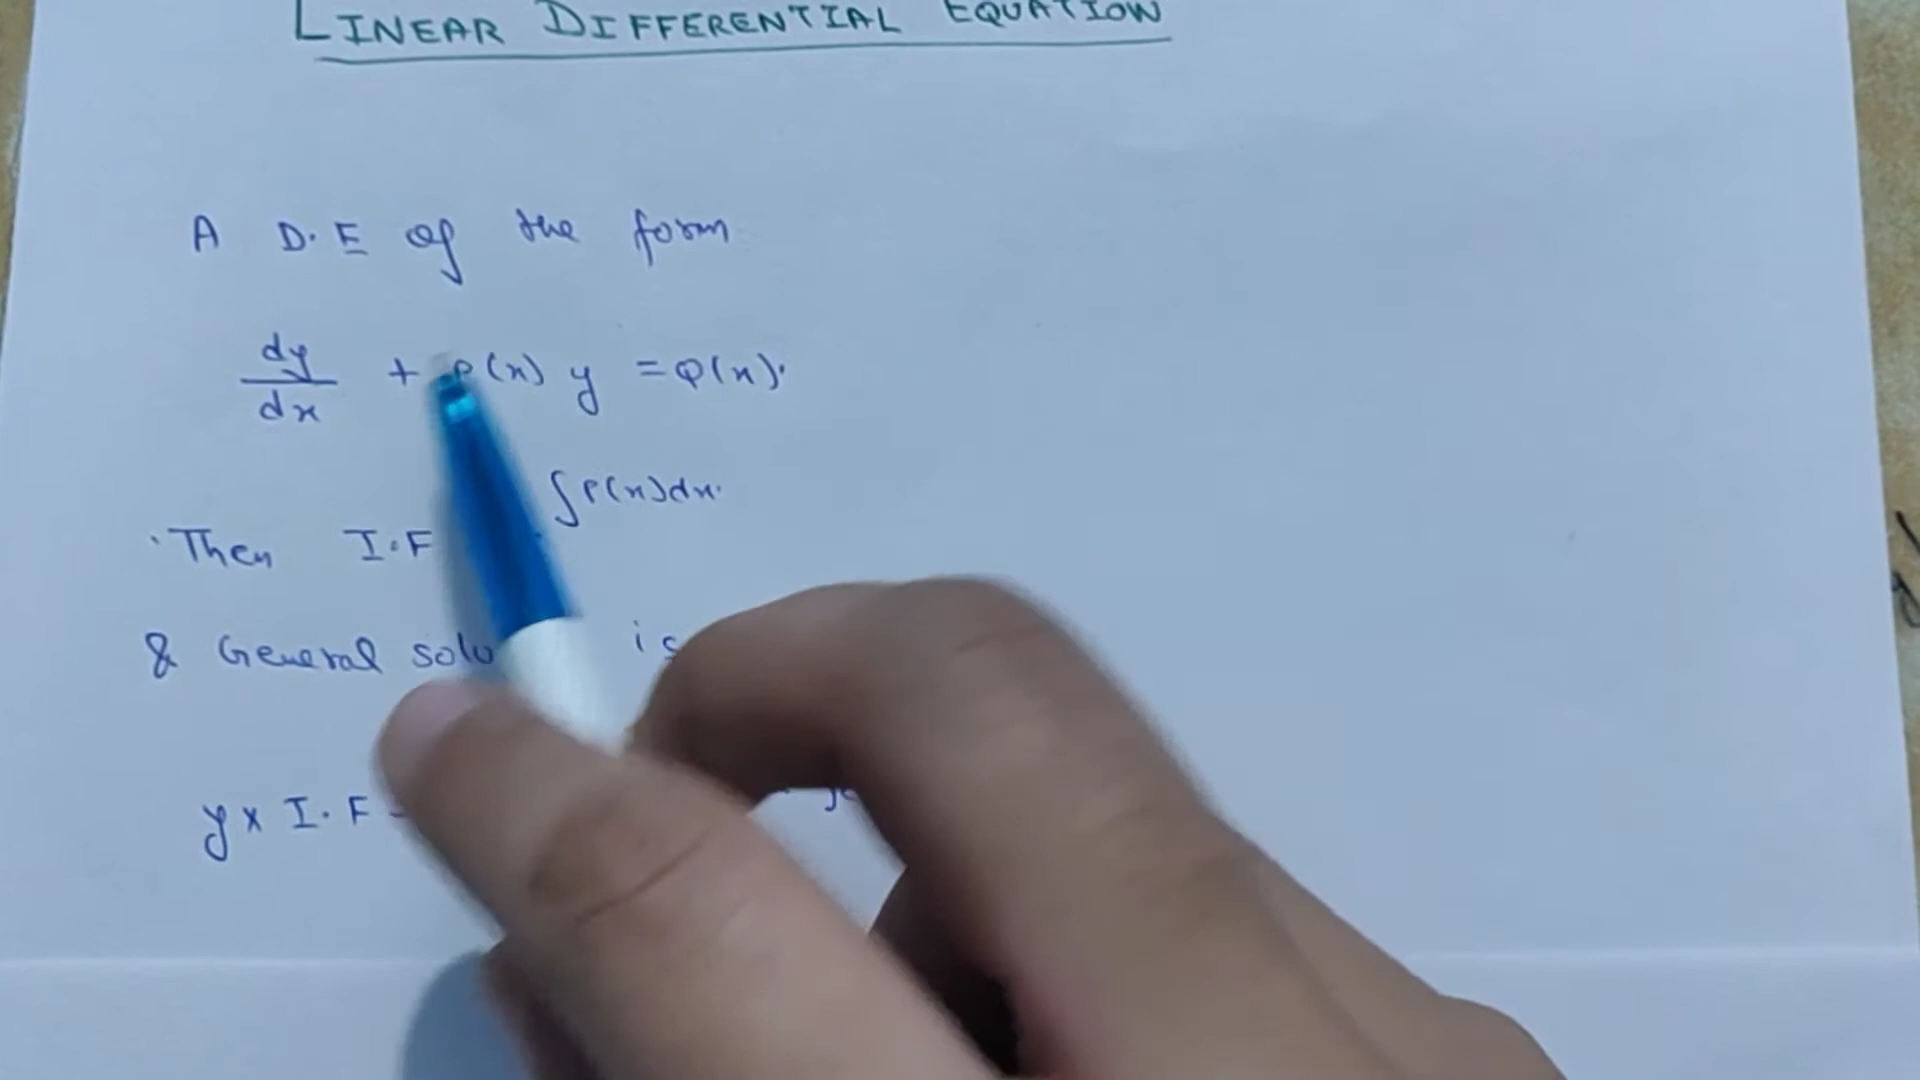 LINEAR DIFFERENTIAL EQUATION
A D.E of the form
dy/dx + P(x) y = Q(x).
Then I.F ∫P(x)dx.
& General solu is
y x I.F =